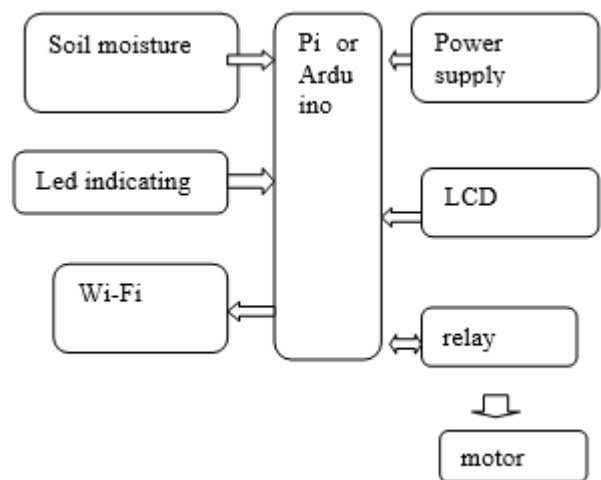 Soil moisture
Pi or
Ardu
ino
Power
supply
Led indicating
LCD
Wi-Fi
relay
motor